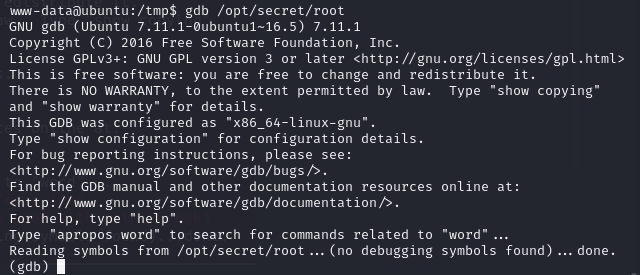 www-data@ubuntu:/tmp$ gdb /opt/secret/root
GNU gdb (Ubuntu 7.11.1-0ubuntu1~16.5) 7.11.1
Copyright (C) 2016 Free Software Foundation, Inc.
License GPLv3+: GNU GPL version 3 or later <http://gnu.org/licenses/gpl.html>
This is free software: you are free to change and redistribute it.
There is NO WARRANTY, to the extent permitted by law.  Type "show copying"
and "show warranty" for details.
This GDB was configured as "x86_64-linux-gnu".
Type "show configuration" for configuration details.
For bug reporting instructions, please see:
<http://www.gnu.org/software/gdb/bugs/>.
Find the GDB manual and other documentation resources online at:
<http://www.gnu.org/software/gdb/documentation/>.
For help, type "help".
Type "apropos word" to search for commands related to "word"...
Reading symbols from /opt/secret/root...(no debugging symbols found)...done.
(gdb)